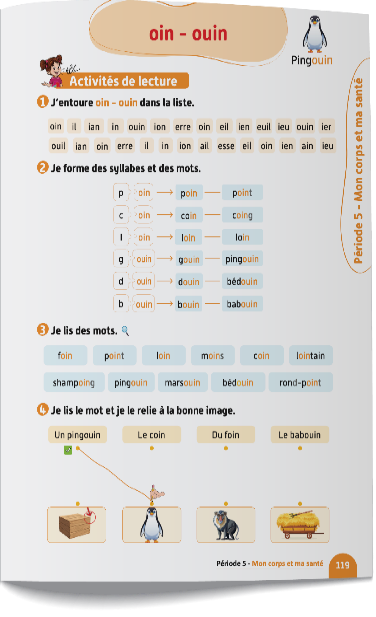 oin - ouin
Pingouin
Activités de lecture
1 J'entoure oin - ouin dans la liste.
oin il ian in ouin ion erre oin eil ien euil ieu ouin ier
ouil ian oin erre il in ion ail esse eil oin ien ain ieu
2 Je forme des syllabes et des mots.
p oin poin point
c oin coin coing
l oin loin loin
g ouin gouin pingouin
d ouin douin bédouin
b ouin bouin babouin
3 Je lis des mots.
foin point loin moins coin lointain
shampoing pingouin marsouin bédouin rond-point
4 Je lis le mot et je le relie à la bonne image.
Un pingouin Le coin Du foin Le babouin
Période 5 - Mon corps et ma santé 119
Période 5 - Mon corps et ma santé